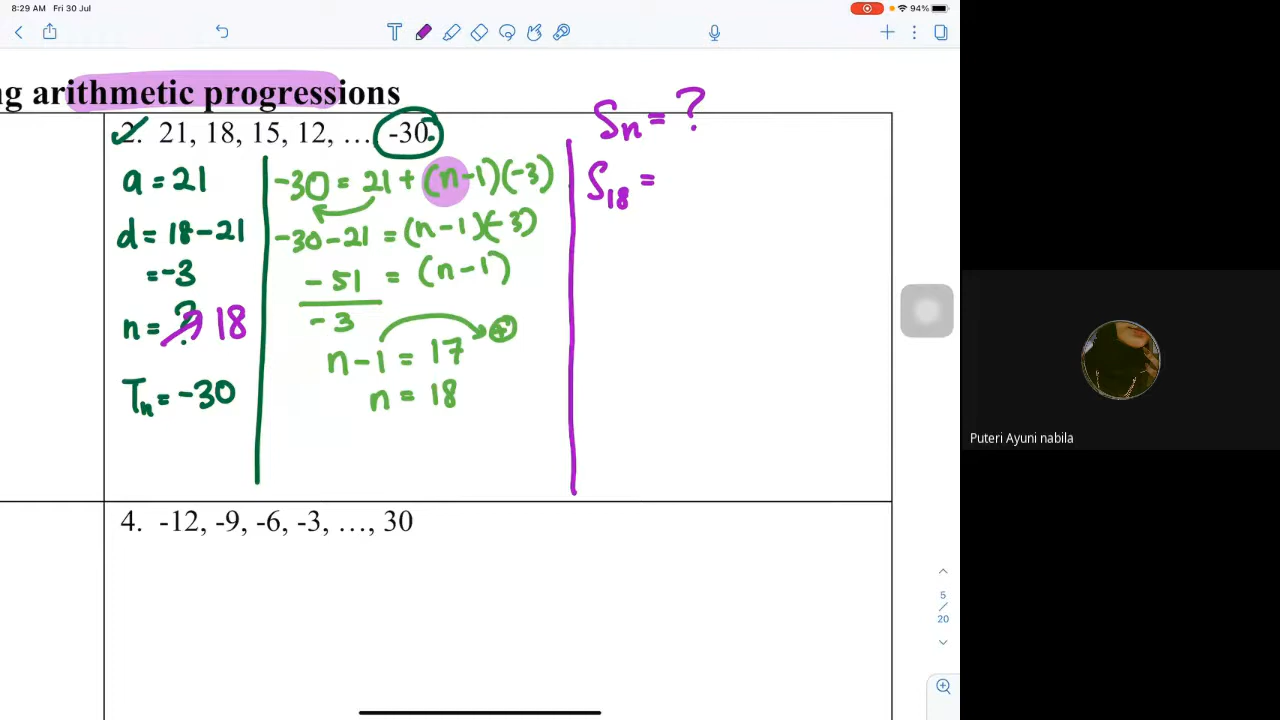 8:29 AM Fri 30 Jul
94%
T
ng arithmetic progressions
2. 21, 18, 15, 12, …, -30.
a = 21
d = 18-21
= -3
n = ? 18
Tn = -30
-30 = 21 + (n-1)(-3)
-30-21 = (n-1)(-3)
-51 = (n-1)
-3
n-1 = 17 +
n = 18
Sn = ?
S18 =
4. -12, -9, -6, -3, …, 30
5
/
20
Puteri Ayuni nabila